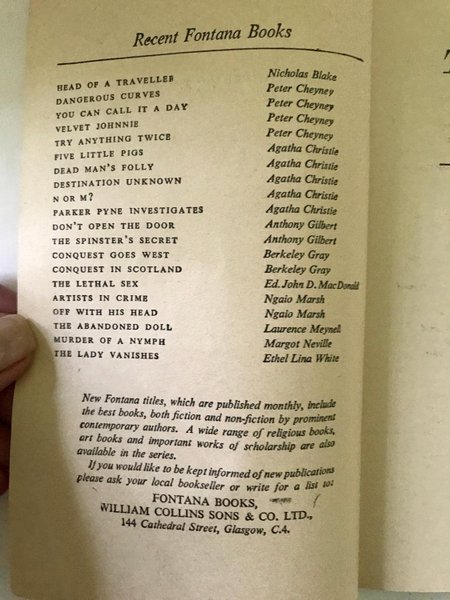 Recent Fontana Books
HEAD OF A TRAVELLER Nicholas Blake
DANGEROUS CURVES Peter Cheyney
YOU CAN CALL IT A DAY Peter Cheyney
VELVET JOHNNIE Peter Cheyney
TRY ANYTHING TWICE Peter Cheyney
FIVE LITTLE PIGS Agatha Christie
DEAD MAN'S FOLLY Agatha Christie
DESTINATION UNKNOWN Agatha Christie
N OR M? Agatha Christie
PARKER PYNE INVESTIGATES Agatha Christie
DON'T OPEN THE DOOR Anthony Gilbert
THE SPINSTER'S SECRET Anthony Gilbert
CONQUEST GOES WEST Berkeley Gray
CONQUEST IN SCOTLAND Berkeley Gray
THE LETHAL SEX Ed. John D. MacDonald
ARTISTS IN CRIME Ngaio Marsh
OFF WITH HIS HEAD Ngaio Marsh
THE ABANDONED DOLL Laurence Meynell
MURDER OF A NYMPH Margot Neville
THE LADY VANISHES Ethel Lina White
New Fontana titles, which are published monthly, include
the best books, both fiction and non-fiction by prominent
contemporary authors. A wide range of religious books,
art books and important works of scholarship are also
available in the series.
If you would like to be kept informed of new publications
please ask your local bookseller or write for a list to:
FONTANA BOOKS,
WILLIAM COLLINS SONS & CO. LTD.,
144 Cathedral Street, Glasgow, C.4.